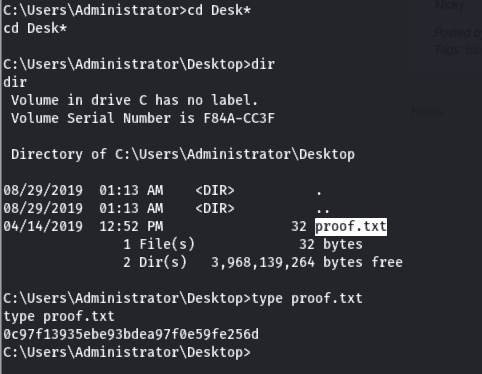 C:\Users\Administrator>cd Desk*
cd Desk*
C:\Users\Administrator\Desktop>dir
dir
 Volume in drive C has no label.
 Volume Serial Number is F84A-CC3F
 Directory of C:\Users\Administrator\Desktop
08/29/2019  01:13 AM    <DIR>          .
08/29/2019  01:13 AM    <DIR>          ..
04/14/2019  12:52 PM                32 proof.txt
               1 File(s)             32 bytes
               2 Dir(s)   3,968,139,264 bytes free
C:\Users\Administrator\Desktop>type proof.txt
type proof.txt
0c97f13935ebe93bdea97f0e59fe256d
C:\Users\Administrator\Desktop>
Nicky
Posted b
Tags: